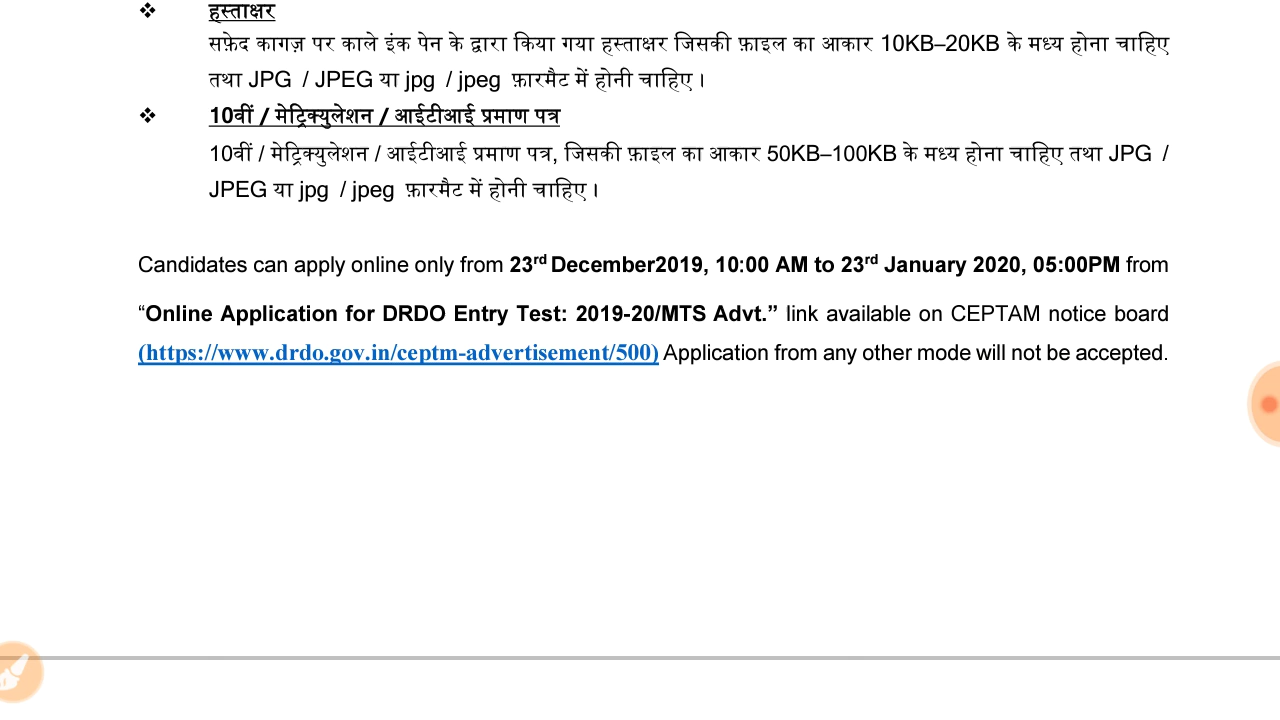 ❖ हस्ताक्षर
सफ़ेद कागज़ पर काले इंक पेन के द्वारा किया गया हस्ताक्षर जिसकी फ़ाइल का आकार 10KB–20KB के मध्य होना चाहिए
तथा JPG / JPEG या jpg / jpeg फ़ारमैट में होनी चाहिए।
❖ 10वीं / मेट्रिक्युलेशन / आईटीआई प्रमाण पत्र
10वीं / मेट्रिक्युलेशन / आईटीआई प्रमाण पत्र, जिसकी फ़ाइल का आकार 50KB–100KB के मध्य होना चाहिए तथा JPG /
JPEG या jpg / jpeg फ़ारमैट में होनी चाहिए।
Candidates can apply online only from 23rd December2019, 10:00 AM to 23rd January 2020, 05:00PM from
“Online Application for DRDO Entry Test: 2019-20/MTS Advt.” link available on CEPTAM notice board
(https://www.drdo.gov.in/ceptm-advertisement/500) Application from any other mode will not be accepted.